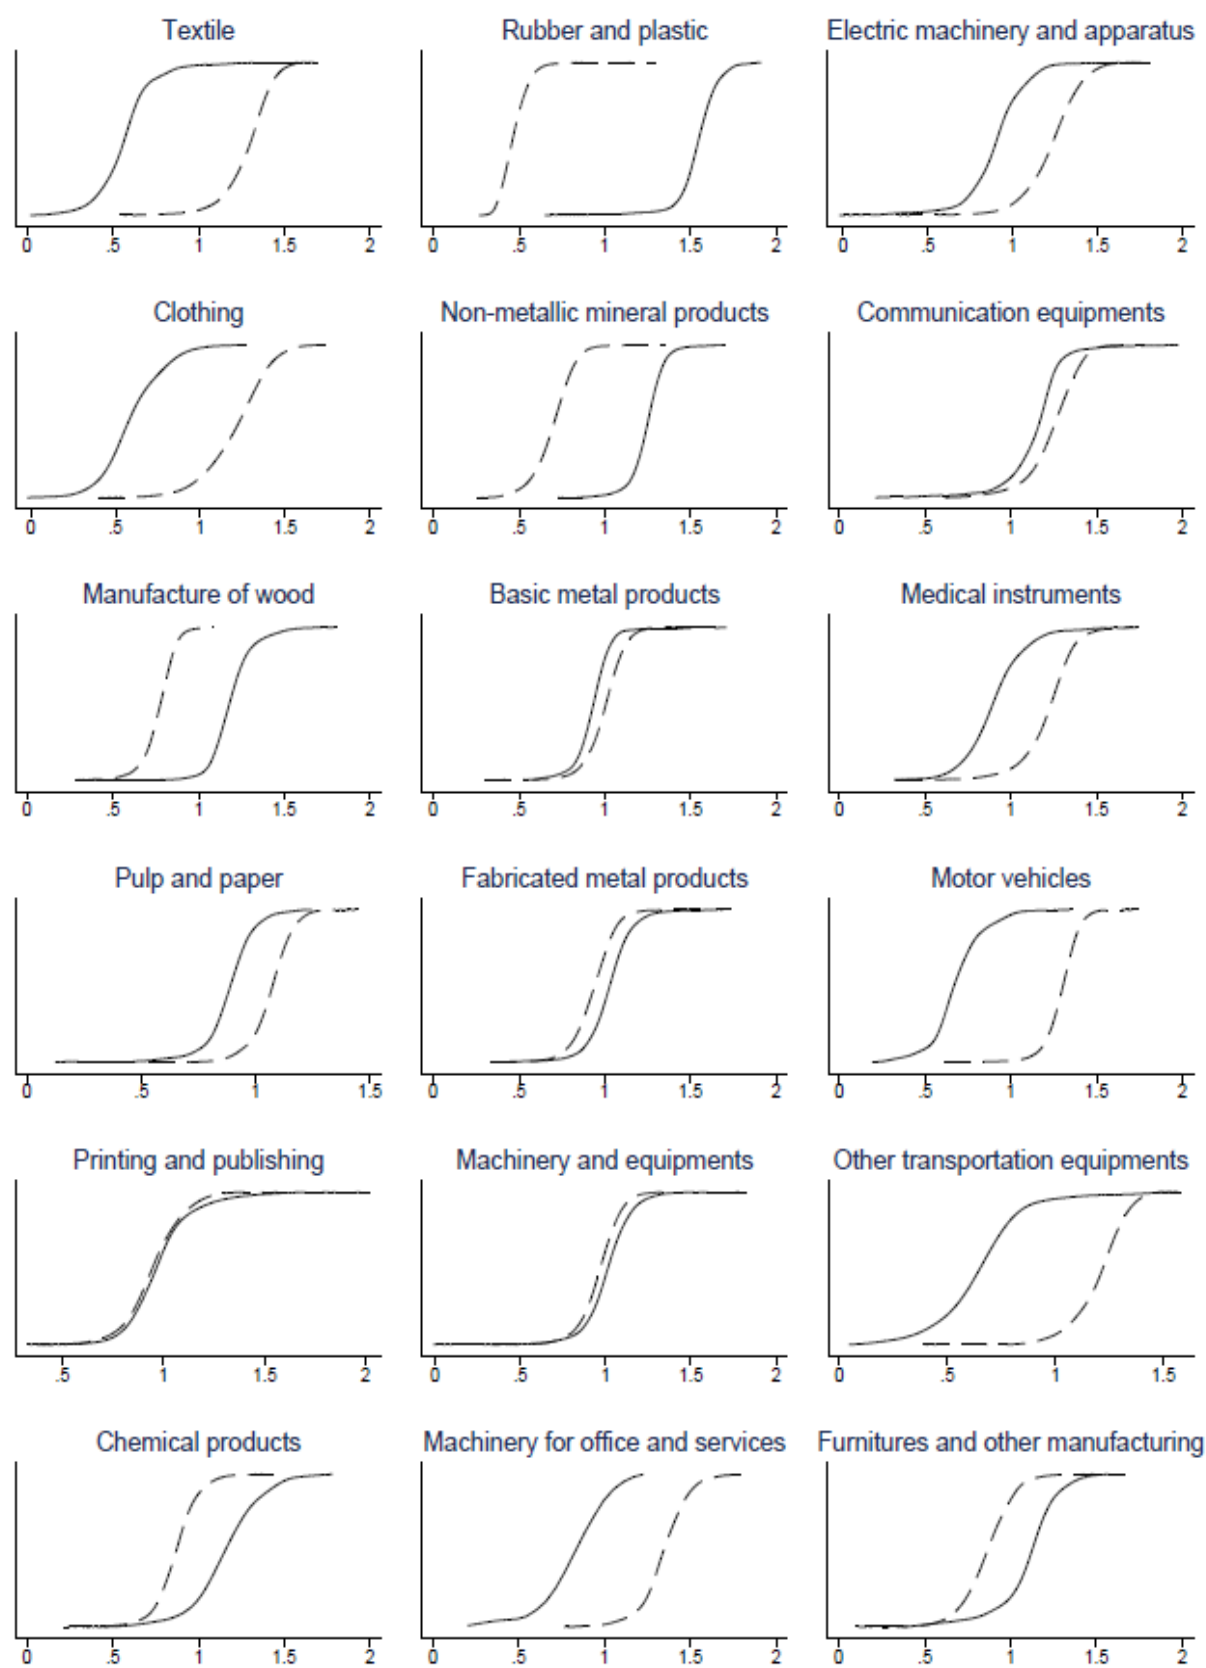 Textile
Rubber and plastic
Electric machinery and apparatus
0 .5 1 1.5 2
0 .5 1 1.5 2
0 .5 1 1.5 2
Clothing
Non-metallic mineral products
Communication equipments
0 .5 1 1.5 2
0 .5 1 1.5 2
0 .5 1 1.5 2
Manufacture of wood
Basic metal products
Medical instruments
0 .5 1 1.5 2
0 .5 1 1.5 2
0 .5 1 1.5 2
Pulp and paper
Fabricated metal products
Motor vehicles
0 .5 1 1.5
0 .5 1 1.5 2
0 .5 1 1.5 2
Printing and publishing
Machinery and equipments
Other transportation equipments
.5 1 1.5 2
0 .5 1 1.5 2
0 .5 1 1.5
Chemical products
Machinery for office and services
Furnitures and other manufacturing
0 .5 1 1.5 2
0 .5 1 1.5 2
0 .5 1 1.5 2